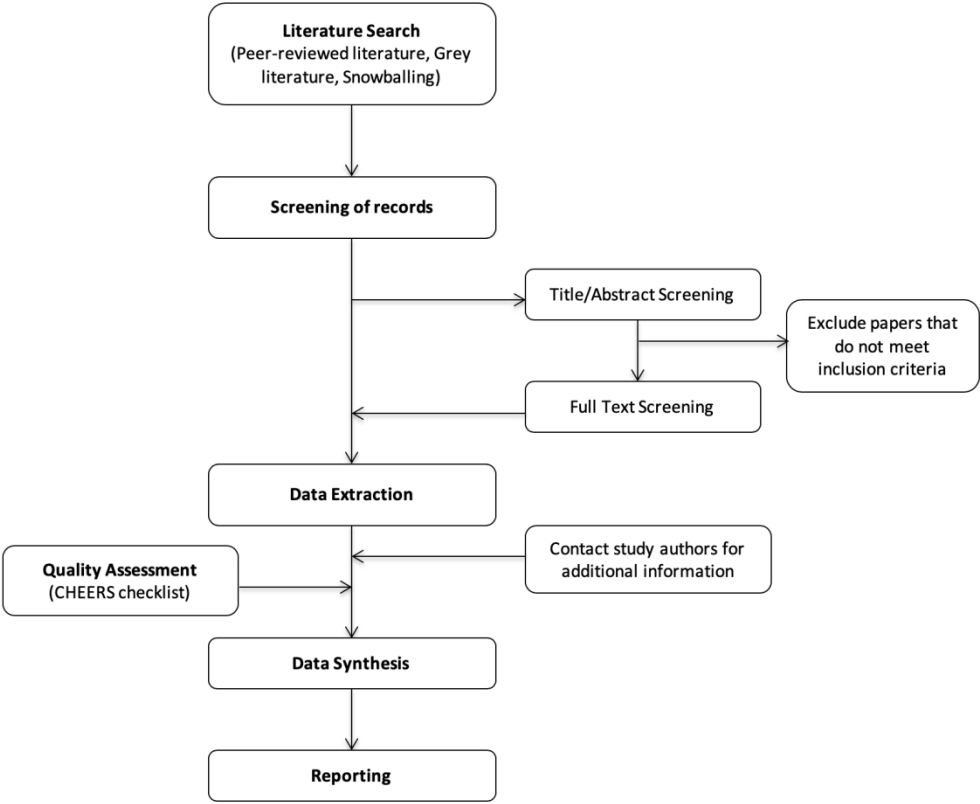 Literature Search
(Peer-reviewed literature, Grey
literature, Snowballing)
Screening of records
Title/Abstract Screening
Exclude papers that
do not meet
inclusion criteria
Full Text Screening
Data Extraction
Contact study authors for
additional information
Quality Assessment
(CHEERS checklist)
Data Synthesis
Reporting